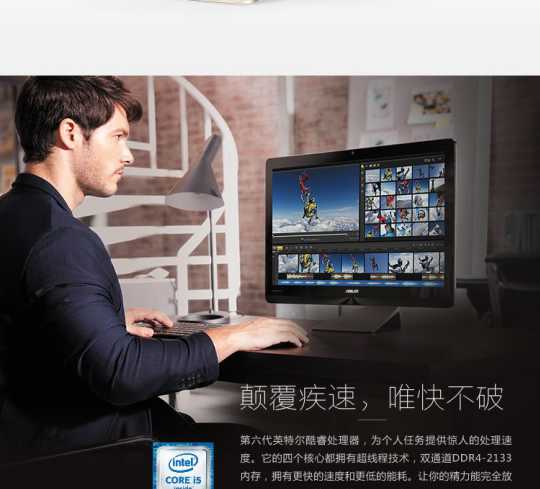 ASUS
颠覆疾速，唯快不破
第六代英特尔酷睿处理器，为个人任务提供惊人的处理速
度。它的四个核心都拥有超线程技术，双通道DDR4-2133
内存，拥有更快的速度和更低的能耗。让你的精力能完全放
intel
CORE i5
inside